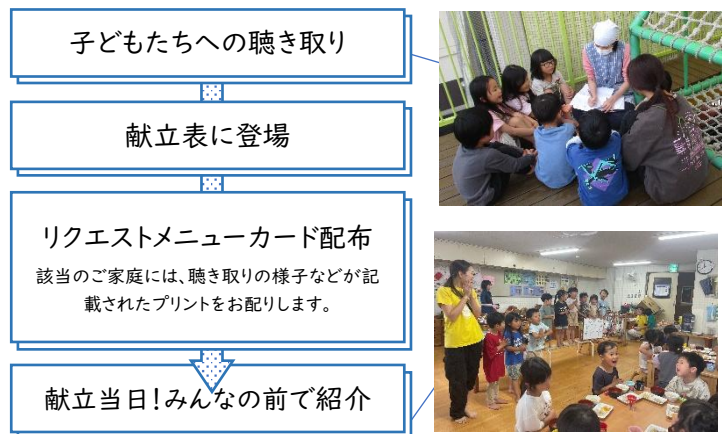 子どもたちへの聴き取り
献立表に登場
リクエストメニューカード配布
該当のご家庭には、聴き取りの様子などが記
載されたプリントをお配りします。
献立当日!みんなの前で紹介